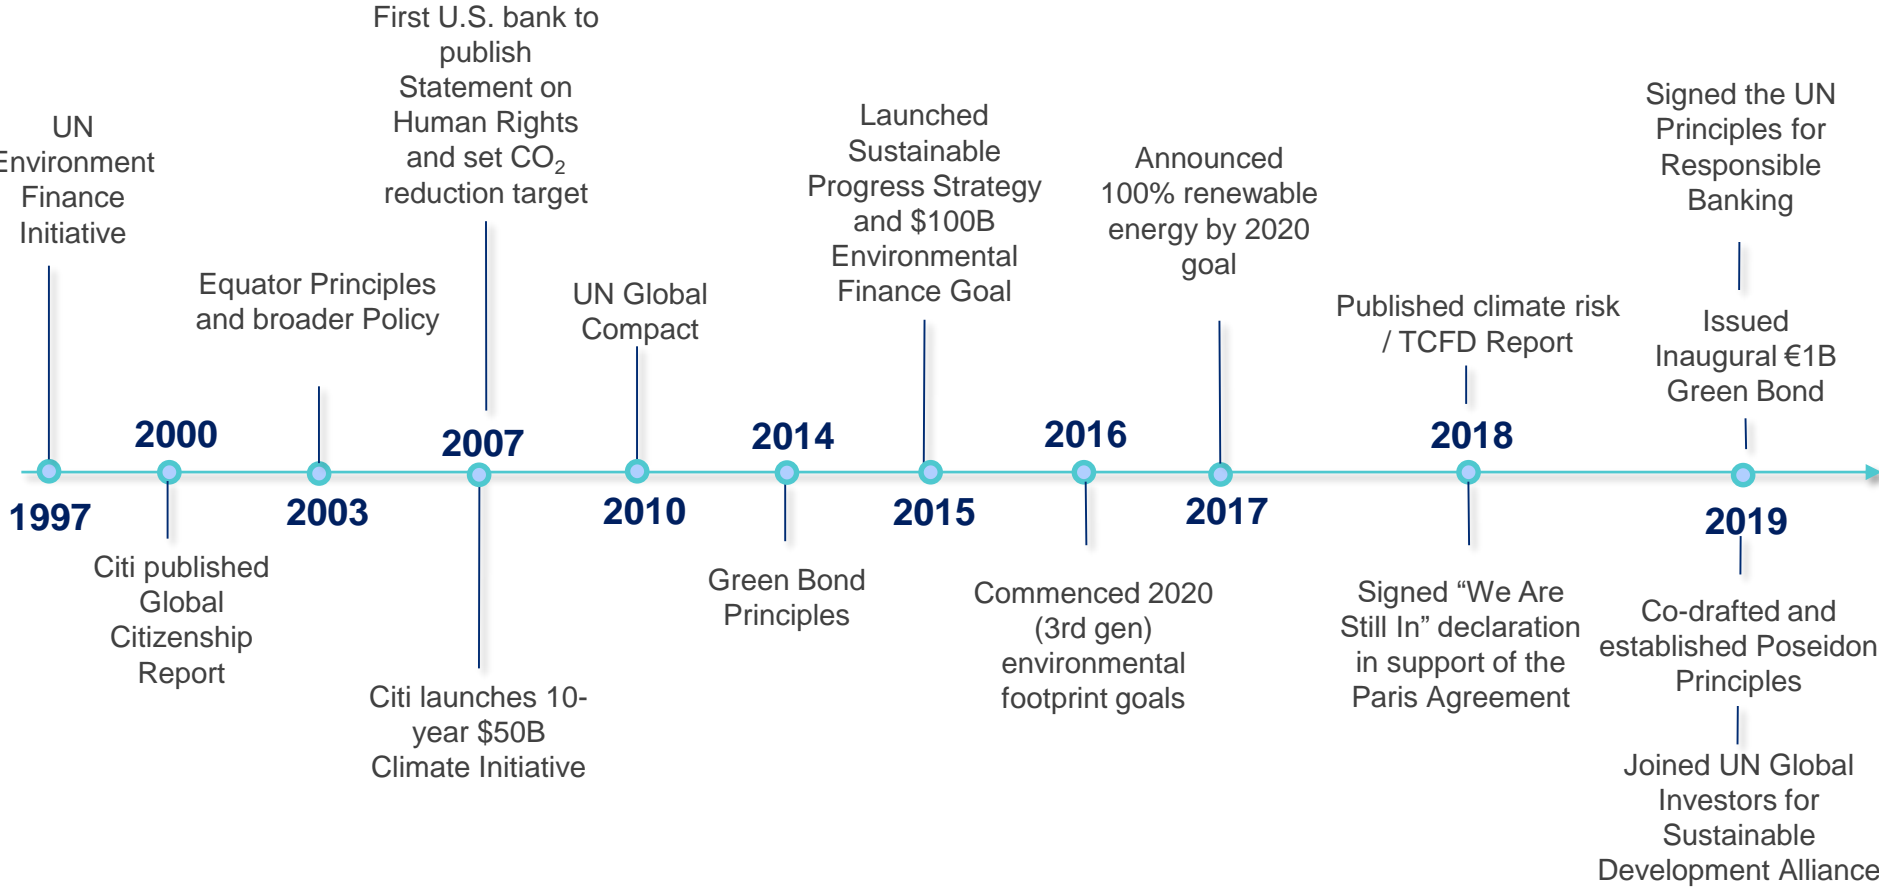 UN
Environment
Finance
Initiative
1997
2000
Citi published
Global
Citizenship
Report
Equator Principles
and broader Policy
2003
First U.S. bank to
publish
Statement on
Human Rights
and set CO₂
reduction target
2007
Citi launches 10-
year $50B
Climate Initiative
UN Global
Compact
2010
2014
Green Bond
Principles
Launched
Sustainable
Progress Strategy
and $100B
Environmental
Finance Goal
2015
2016
Commenced 2020
(3rd gen)
environmental
footprint goals
Announced
100% renewable
energy by 2020
goal
2017
Published climate risk
/ TCFD Report
2018
Signed “We Are
Still In” declaration
in support of the
Paris Agreement
Signed the UN
Principles for
Responsible
Banking
Issued
Inaugural €1B
Green Bond
2019
Co-drafted and
established Poseidon
Principles
Joined UN Global
Investors for
Sustainable
Development Alliance